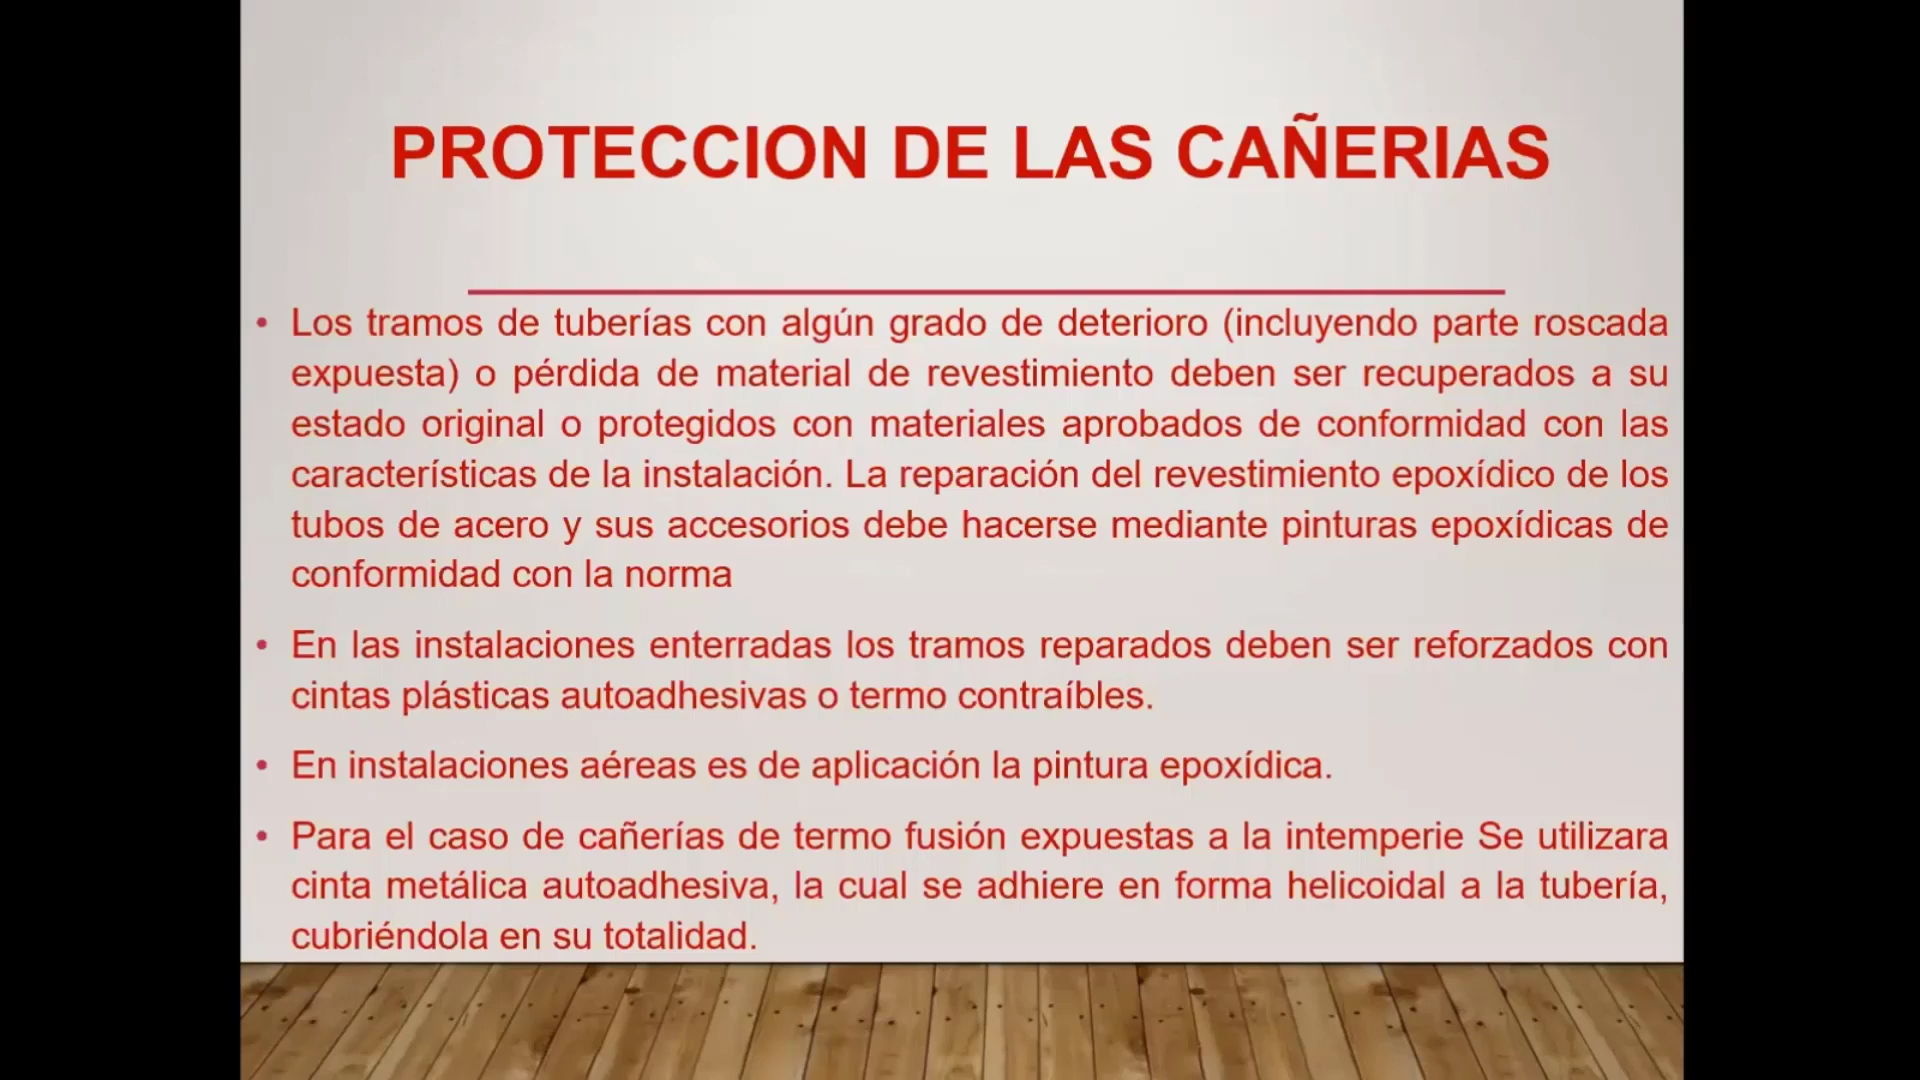 PROTECCION DE LAS CAÑERIAS
• Los tramos de tuberías con algún grado de deterioro (incluyendo parte roscada
expuesta) o pérdida de material de revestimiento deben ser recuperados a su
estado original o protegidos con materiales aprobados de conformidad con las
características de la instalación. La reparación del revestimiento epoxídico de los
tubos de acero y sus accesorios debe hacerse mediante pinturas epoxídicas de
conformidad con la norma
• En las instalaciones enterradas los tramos reparados deben ser reforzados con
cintas plásticas autoadhesivas o termo contraíbles.
• En instalaciones aéreas es de aplicación la pintura epoxídica.
• Para el caso de cañerías de termo fusión expuestas a la intemperie Se utilizara
cinta metálica autoadhesiva, la cual se adhiere en forma helicoidal a la tubería,
cubriéndola en su totalidad.